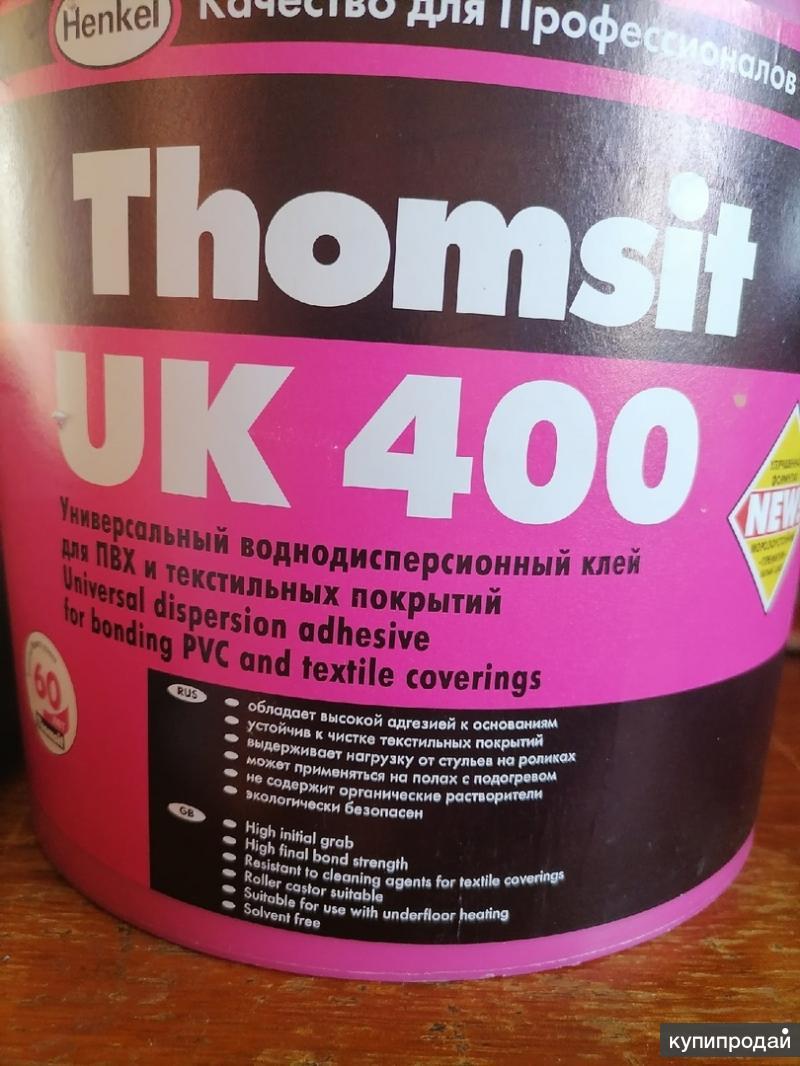 Henkel
Качество для Профессионалов
Thomsit
UK 400
Универсальный воднодисперсионный клей
для ПВХ и текстильных покрытий
Universal dispersion adhesive
for bonding PVC and textile coverings
NEW
60
RUS
обладает высокой адгезией к основаниям
устойчив к чистке текстильных покрытий
выдерживает нагрузку от стульев на роликах
может применяться на полах с подогревом
не содержит органические растворители
экологически безопасен
GB
High initial grab
High final bond strength
Resistant to cleaning agents for textile coverings
Roller castor suitable
Suitable for use with underfloor heating
Solvent free
купипродай